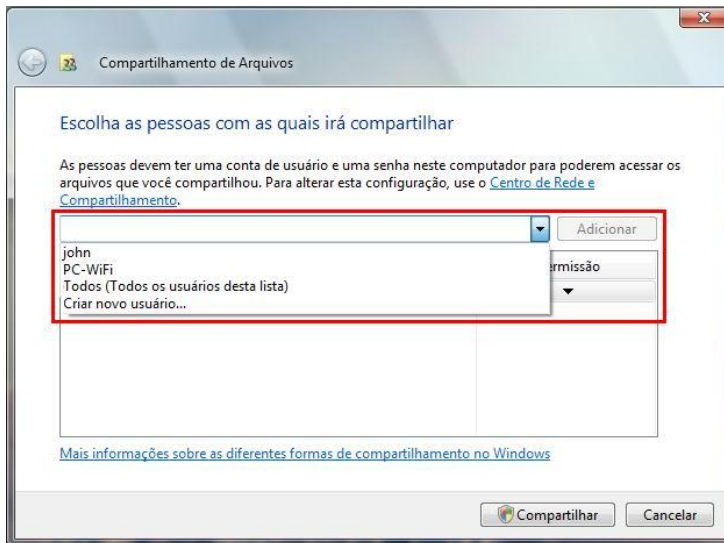 Compartilhamento de Arquivos
Escolha as pessoas com as quais irá compartilhar
As pessoas devem ter uma conta de usuário e uma senha neste computador para poderem acessar os
arquivos que você compartilhou. Para alterar esta configuração, use o Centro de Rede e
Compartilhamento.
Adicionar
john
PC-WiFi
Todos (Todos os usuários desta lista)
Criar novo usuário...
ermissão
Mais informações sobre as diferentes formas de compartilhamento no Windows
Compartilhar Cancelar